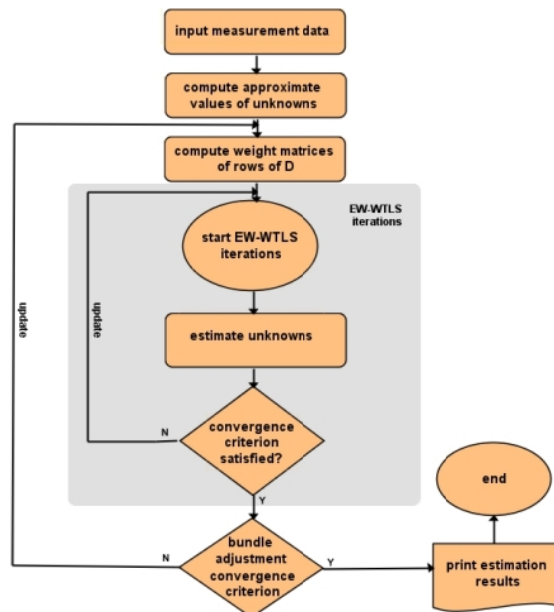 input measurement data
compute approximate
values of unknowns
compute weight matrices
of rows of D
EW-WTLS
iterations
start EW-WTLS
iterations
update
update
estimate unknowns
convergence
criterion
satisfied?
N
Y
end
bundle
adjustment
convergence
criterion
N
Y
print estimation
results